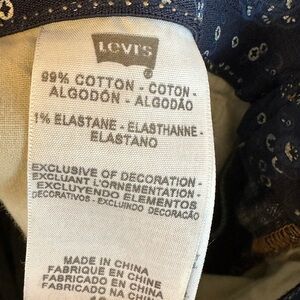 LEVI'S
99% COTTON - COTON -
ALGODÓN - ALGODÃO
1% ELASTANE - ELASTHANNE -
ELASTANO
EXCLUSIVE OF DECORATION -
EXCLUANT L'ORNEMENTATION -
EXCLUYENDO ELEMENTOS
DECORATIVOS - EXCLUINDO DECORAÇÃO
MADE IN CHINA
FABRIQUÉ EN CHINE
HECHO EN CHINA
FABRICADO NA CHINA